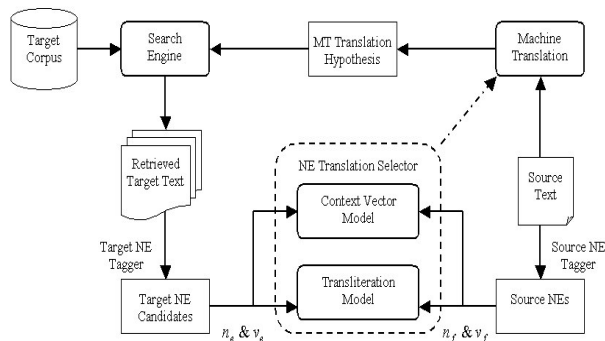 Target
Corpus
Search
Engine
MT Translation
Hypothesis
Machine
Translation
Retrieved
Target Text
NE Translation Selector
Context Vector
Model
Source
Text
Target NE
Tagger
Source NE
Tagger
Transliteration
Model
Target NE
Candidates
Source NEs
n_e & v_e
n_f & v_f